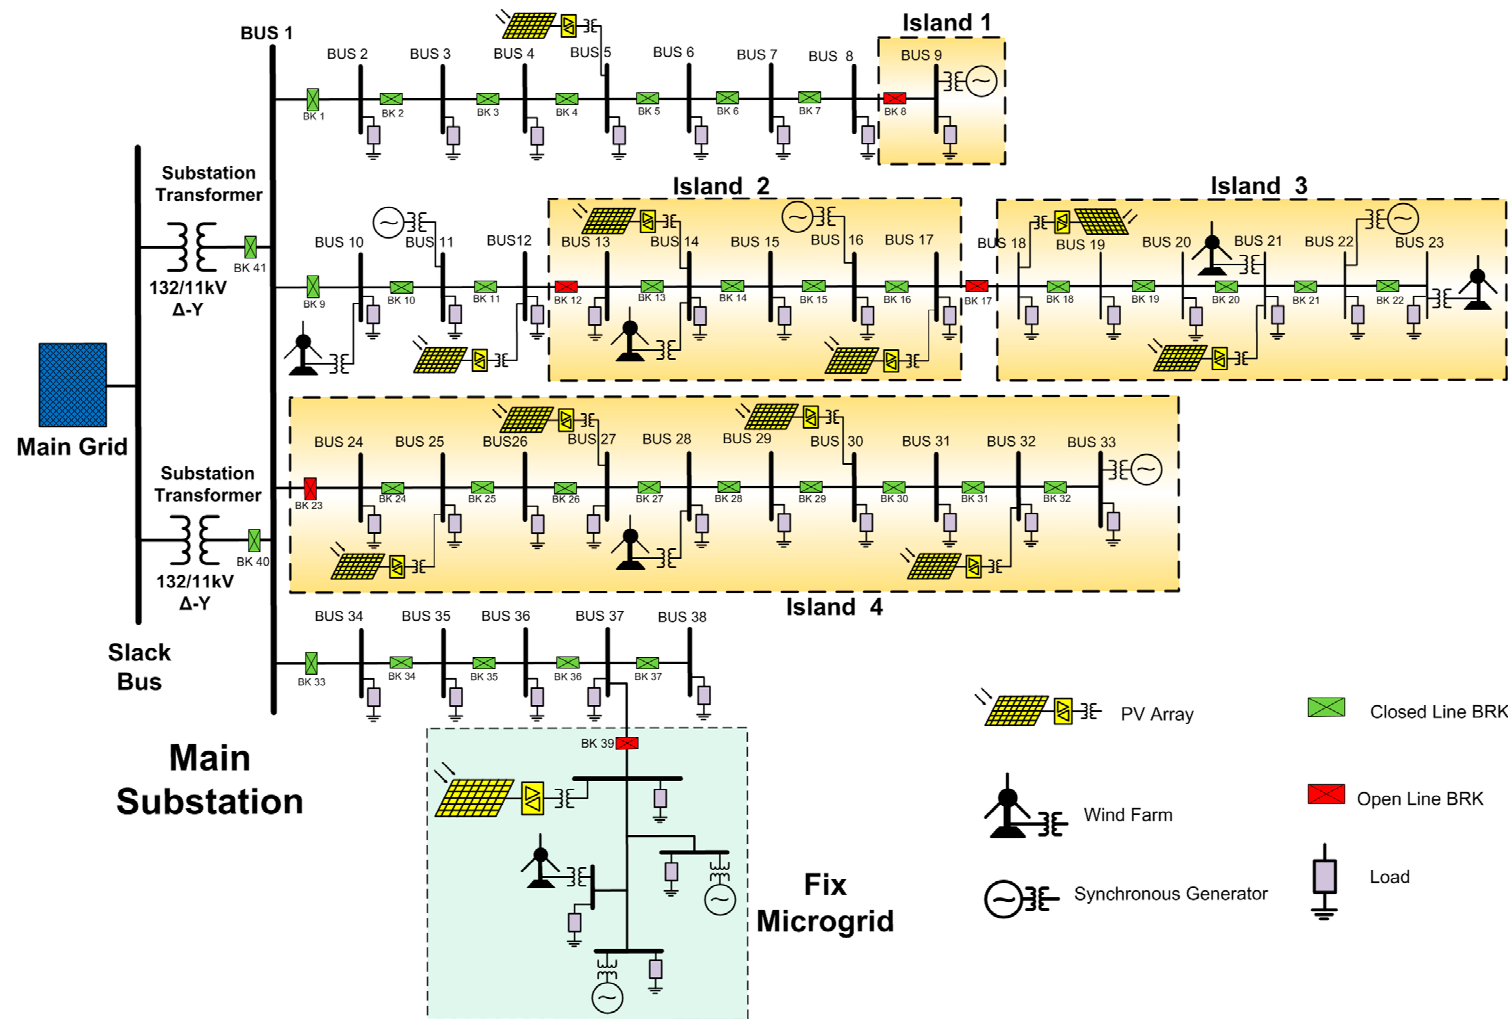 Island 1
BUS 1
BUS 2
BUS 3
BUS 4
BUS 5
BUS 6
BUS 7
BUS 8
BUS 9
BK 1
BK 2
BK 3
BK 4
BK 5
BK 6
BK 7
BK 8
Substation
Transformer
132/11kV
Δ-Y
BK 41
Island 2
Island 3
BUS 10
BUS 11
BUS12
BUS 13
BUS 14
BUS 15
BUS 16
BUS 17
BUS 18
BUS 19
BUS 20
BUS 21
BUS 22
BUS 23
BK 9
BK 10
BK 11
BK 12
BK 13
BK 14
BK 15
BK 16
BK 17
BK 18
BK 19
BK 20
BK 21
BK 22
Main Grid
Substation
Transformer
132/11kV
Δ-Y
BK 40
BUS 24
BUS 25
BUS26
BUS 27
BUS 28
BUS 29
BUS 30
BUS 31
BUS 32
BUS 33
BK 23
BK 24
BK 25
BK 26
BK 27
BK 28
BK 29
BK 30
BK 31
BK 32
Island 4
BUS 34
BUS 35
BUS 36
BUS 37
BUS 38
BK 33
BK 34
BK 35
BK 36
BK 37
Slack
Bus
Main
Substation
BK 39
Fix
Microgrid
PV Array
Closed Line BRK
Wind Farm
Open Line BRK
Synchronous Generator
Load